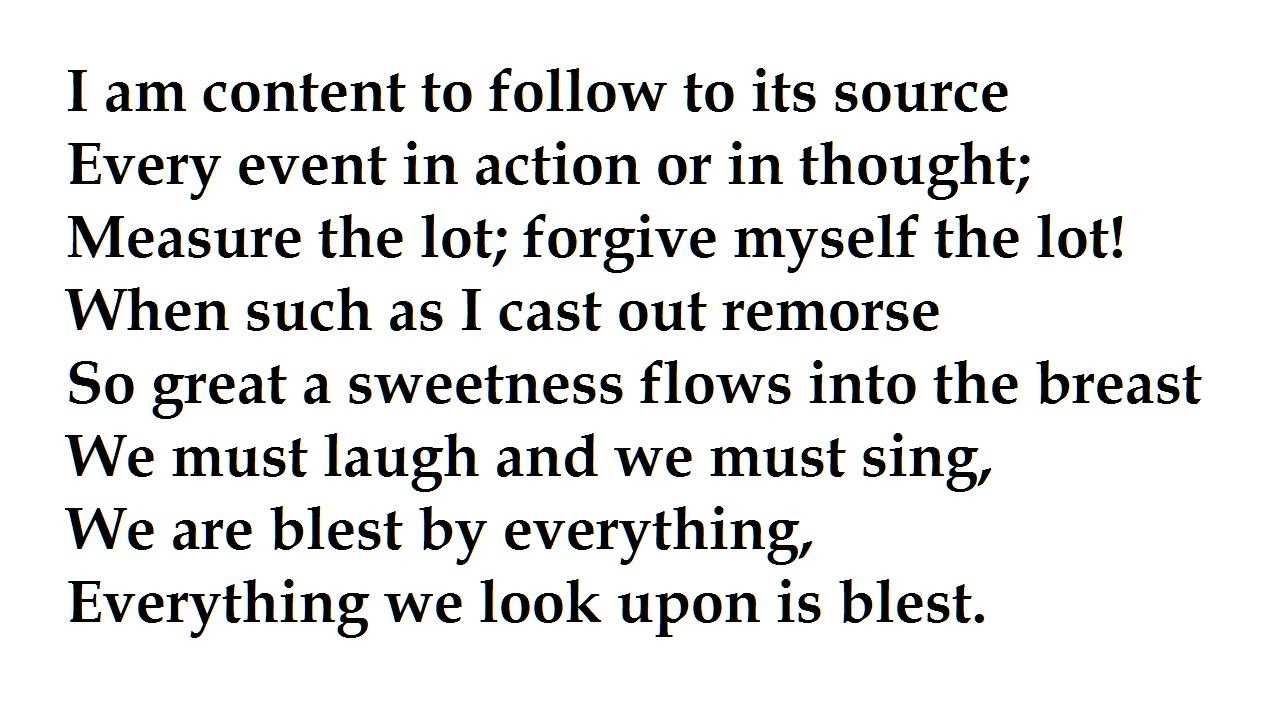 I am content to follow to its source
Every event in action or in thought;
Measure the lot; forgive myself the lot!
When such as I cast out remorse
So great a sweetness flows into the breast
We must laugh and we must sing,
We are blest by everything,
Everything we look upon is blest.